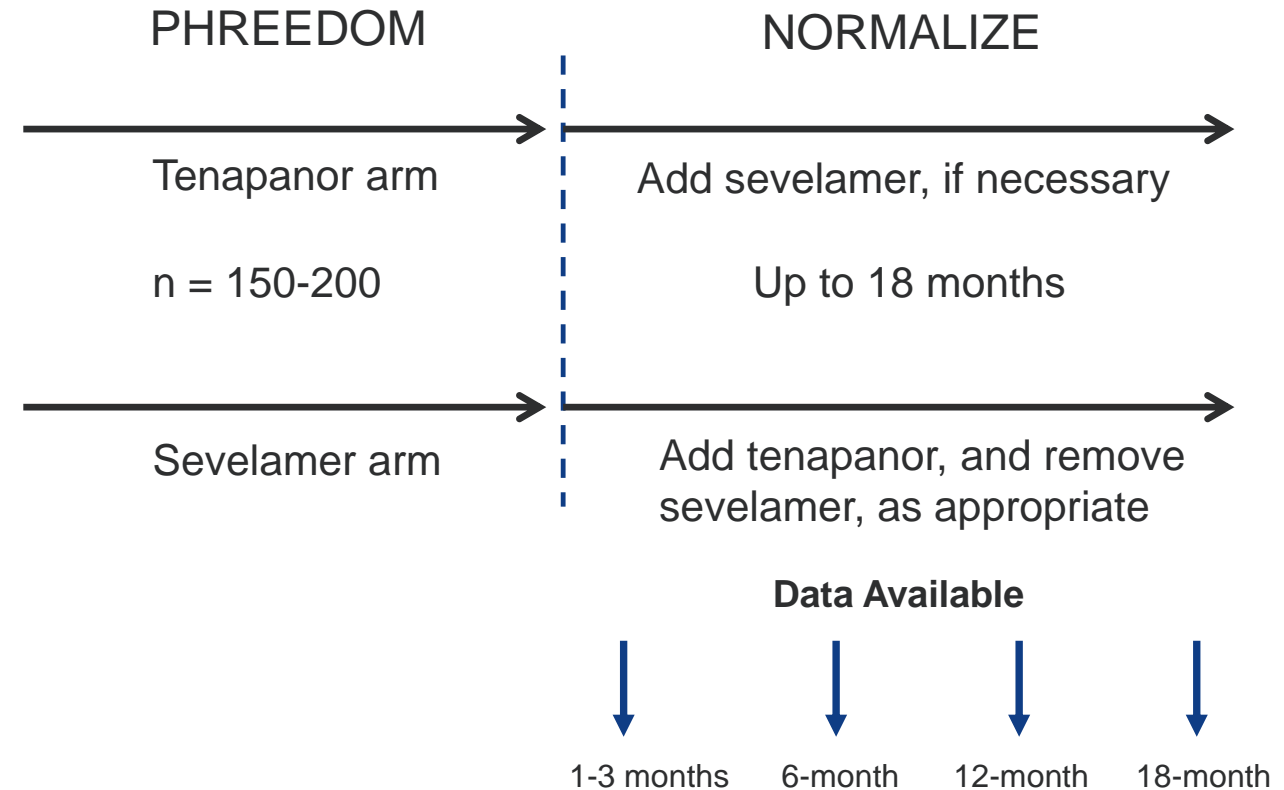 PHREEDOM
NORMALIZE
Tenapanor arm
Add sevelamer, if necessary
n = 150-200
Up to 18 months
Sevelamer arm
Add tenapanor, and remove
sevelamer, as appropriate
Data Available
1-3 months
6-month
12-month
18-month